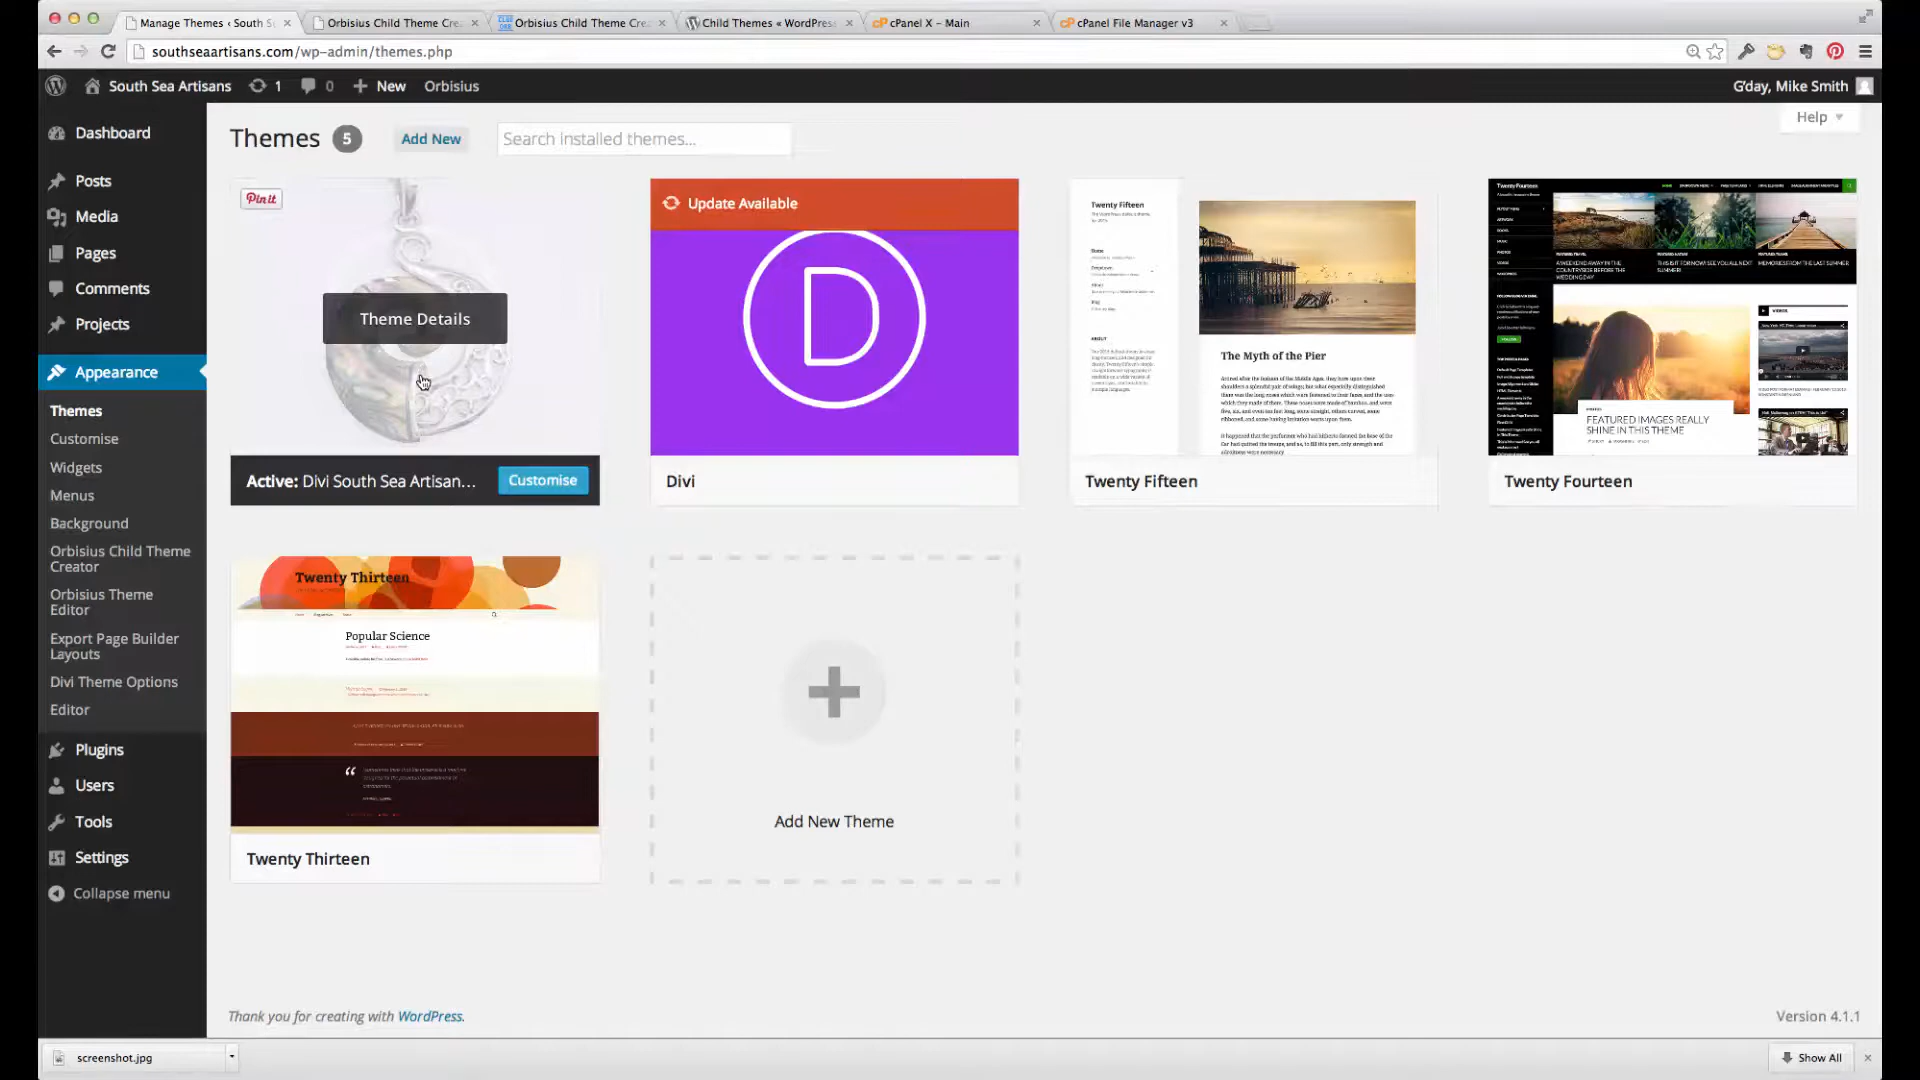 Manage Themes ‹ South S
Orbisius Child Theme Cre
Orbisius Child Theme Cre
Child Themes « WordPress
cPanel X - Main
cPanel File Manager v3
southseaartisans.com/wp-admin/themes.php
South Sea Artisans
1
0
New
Orbisius
G'day, Mike Smith
Dashboard
Posts
Media
Pages
Comments
Projects
Appearance
Themes
Customise
Widgets
Menus
Background
Orbisius Child Theme
Creator
Orbisius Theme
Editor
Export Page Builder
Layouts
Divi Theme Options
Editor
Plugins
Users
Tools
Settings
Collapse menu
Themes 5
Add New
Search installed themes...
Help
Pin it
Theme Details
Active: Divi South Sea Artisan...
Customise
Update Available
D
Divi
Twenty Fifteen
ABOUT
The Myth of the Pier
Twenty Fifteen
Twenty Fourteen
FEATURED IMAGES REALLY
SHINE IN THIS THEME
VIDEOS
Twenty Fourteen
Twenty Thirteen
Popular Science
Twenty Thirteen
Add New Theme
Thank you for creating with WordPress.
Version 4.1.1
screenshot.jpg
Show All